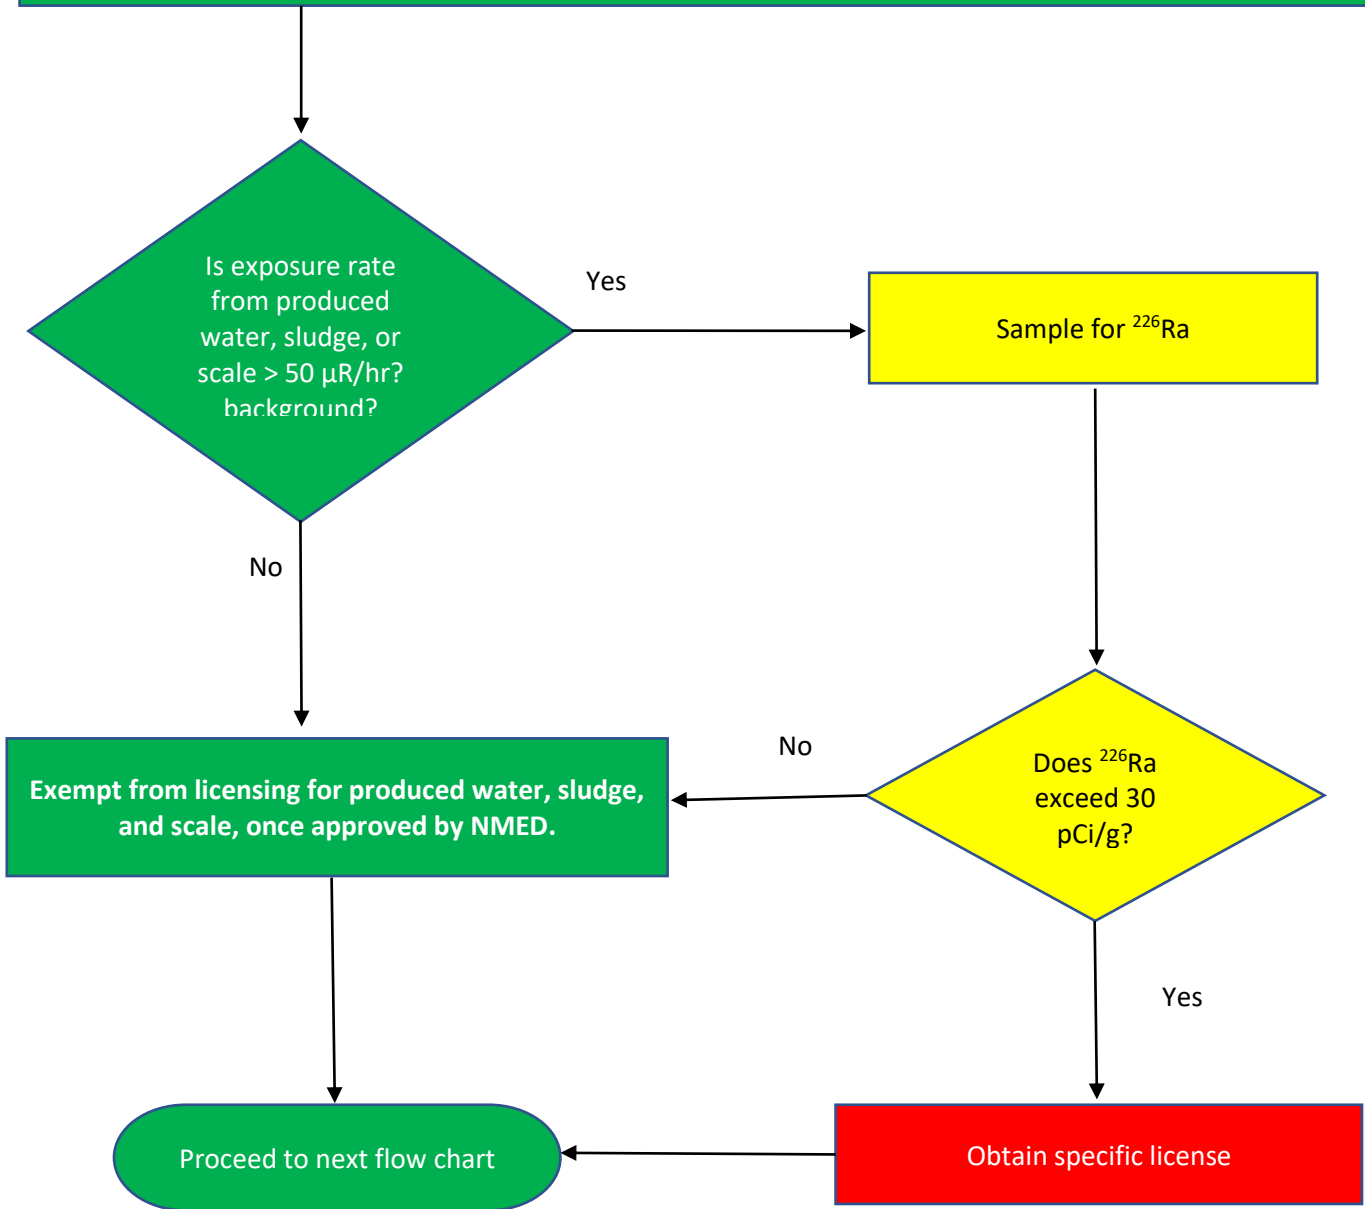 Is exposure rate
from produced
water, sludge, or
scale > 50 µR/hr?
background?
Yes
Sample for ²²⁶Ra
No
No
Exempt from licensing for produced water, sludge,
and scale, once approved by NMED.
Does ²²⁶Ra
exceed 30
pCi/g?
Yes
Proceed to next flow chart
Obtain specific license